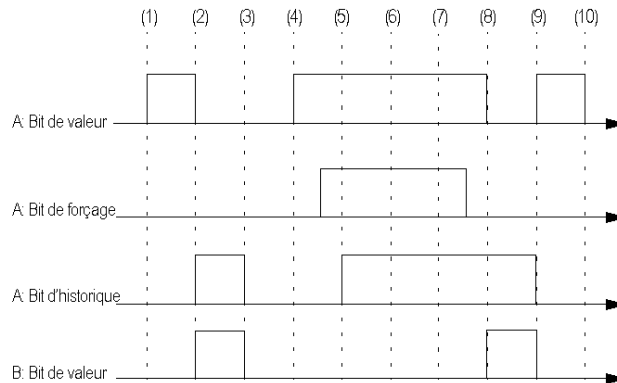 (1) (2) (3) (4) (5) (6) (7) (8) (9) (10)
A: Bit de valeur
A: Bit de forçage
A: Bit d'historique
B: Bit de valeur